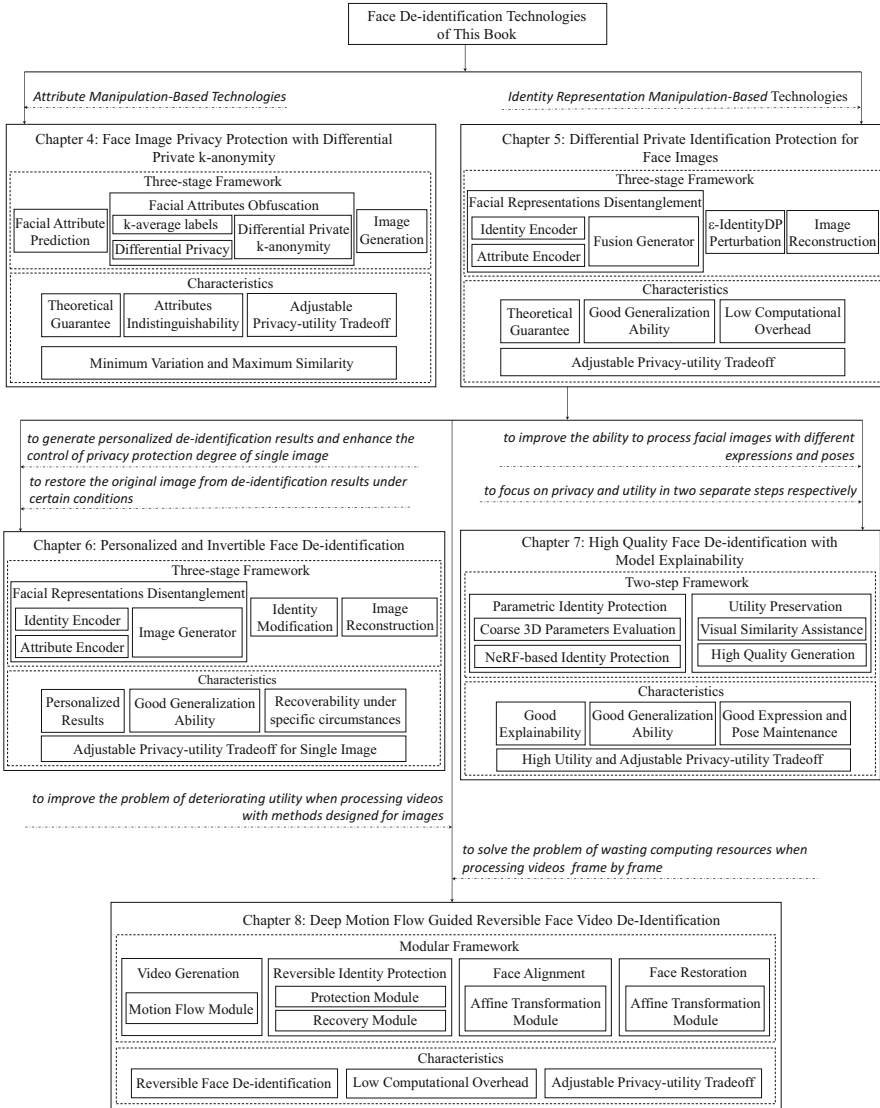 Face De-identification Technologies
of This Book
Attribute Manipulation-Based Technologies
Identity Representation Manipulation-Based Technologies
Chapter 4: Face Image Privacy Protection with Differential
Private k-anonymity
Three-stage Framework
Facial Attribute
Prediction
Facial Attributes Obfuscation
k-average labels
Differential Privacy
Differential Private
k-anonymity
Image
Generation
Characteristics
Theoretical
Guarantee
Attributes
Indistinguishability
Adjustable
Privacy-utility Tradeoff
Minimum Variation and Maximum Similarity
Chapter 5: Differential Private Identification Protection for
Face Images
Three-stage Framework
Facial Representations Disentanglement
Identity Encoder
Attribute Encoder
Fusion Generator
ε-IdentityDP
Perturbation
Image
Reconstruction
Characteristics
Theoretical
Guarantee
Good Generalization
Ability
Low Computational
Overhead
Adjustable Privacy-utility Tradeoff
to generate personalized de-identification results and enhance the
control of privacy protection degree of single image
to restore the original image from de-identification results under
certain conditions
to improve the ability to process facial images with different
expressions and poses
to focus on privacy and utility in two separate steps respectively
Chapter 6: Personalized and Invertible Face De-identification
Three-stage Framework
Facial Representations Disentanglement
Identity Encoder
Attribute Encoder
Image Generator
Identity
Modification
Image
Reconstruction
Characteristics
Personalized
Results
Good Generalization
Ability
Recoverability under
specific circumstances
Adjustable Privacy-utility Tradeoff for Single Image
Chapter 7: High Quality Face De-identification with
Model Explainability
Two-step Framework
Parametric Identity Protection
Coarse 3D Parameters Evaluation
NeRF-based Identity Protection
Utility Preservation
Visual Similarity Assistance
High Quality Generation
Characteristics
Good
Explainability
Good Generalization
Ability
Good Expression and
Pose Maintenance
High Utility and Adjustable Privacy-utility Tradeoff
to improve the problem of deteriorating utility when processing videos
with methods designed for images
to solve the problem of wasting computing resources when
processing videos frame by frame
Chapter 8: Deep Motion Flow Guided Reversible Face Video De-Identification
Modular Framework
Video Gerenation
Motion Flow Module
Reversible Identity Protection
Protection Module
Recovery Module
Face Alignment
Affine Transformation
Module
Face Restoration
Affine Transformation
Module
Characteristics
Reversible Face De-identification
Low Computational Overhead
Adjustable Privacy-utility Tradeoff